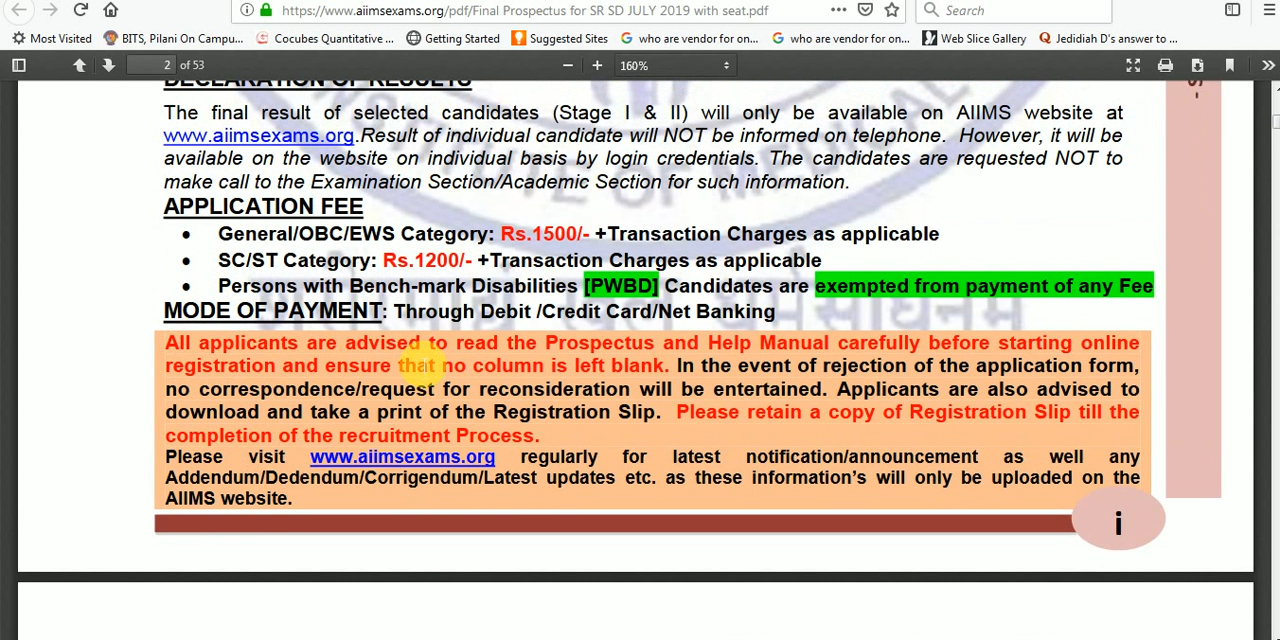 https://www.aiimsexams.org/pdf/Final Prospectus for SR SD JULY 2019 with seat.pdf
Search
Most Visited
BITS, Pilani On Campu...
Cocubes Quantitative ...
Getting Started
Suggested Sites
who are vendor for on...
who are vendor for on...
Web Slice Gallery
Jedidiah D's answer to ...
2 of 53
160%
DECLARATION OF RESULTS
The final result of selected candidates (Stage I & II) will only be available on AIIMS website at
www.aiimsexams.org.Result of individual candidate will NOT be informed on telephone. However, it will be
available on the website on individual basis by login credentials. The candidates are requested NOT to
make call to the Examination Section/Academic Section for such information.
APPLICATION FEE
• General/OBC/EWS Category: Rs.1500/- +Transaction Charges as applicable
• SC/ST Category: Rs.1200/- +Transaction Charges as applicable
• Persons with Bench-mark Disabilities [PWBD] Candidates are exempted from payment of any Fee
MODE OF PAYMENT: Through Debit /Credit Card/Net Banking
All applicants are advised to read the Prospectus and Help Manual carefully before starting online
registration and ensure that no column is left blank. In the event of rejection of the application form,
no correspondence/request for reconsideration will be entertained. Applicants are also advised to
download and take a print of the Registration Slip. Please retain a copy of Registration Slip till the
completion of the recruitment Process.
Please visit www.aiimsexams.org regularly for latest notification/announcement as well any
Addendum/Dedendum/Corrigendum/Latest updates etc. as these information's will only be uploaded on the
AIIMS website.
i